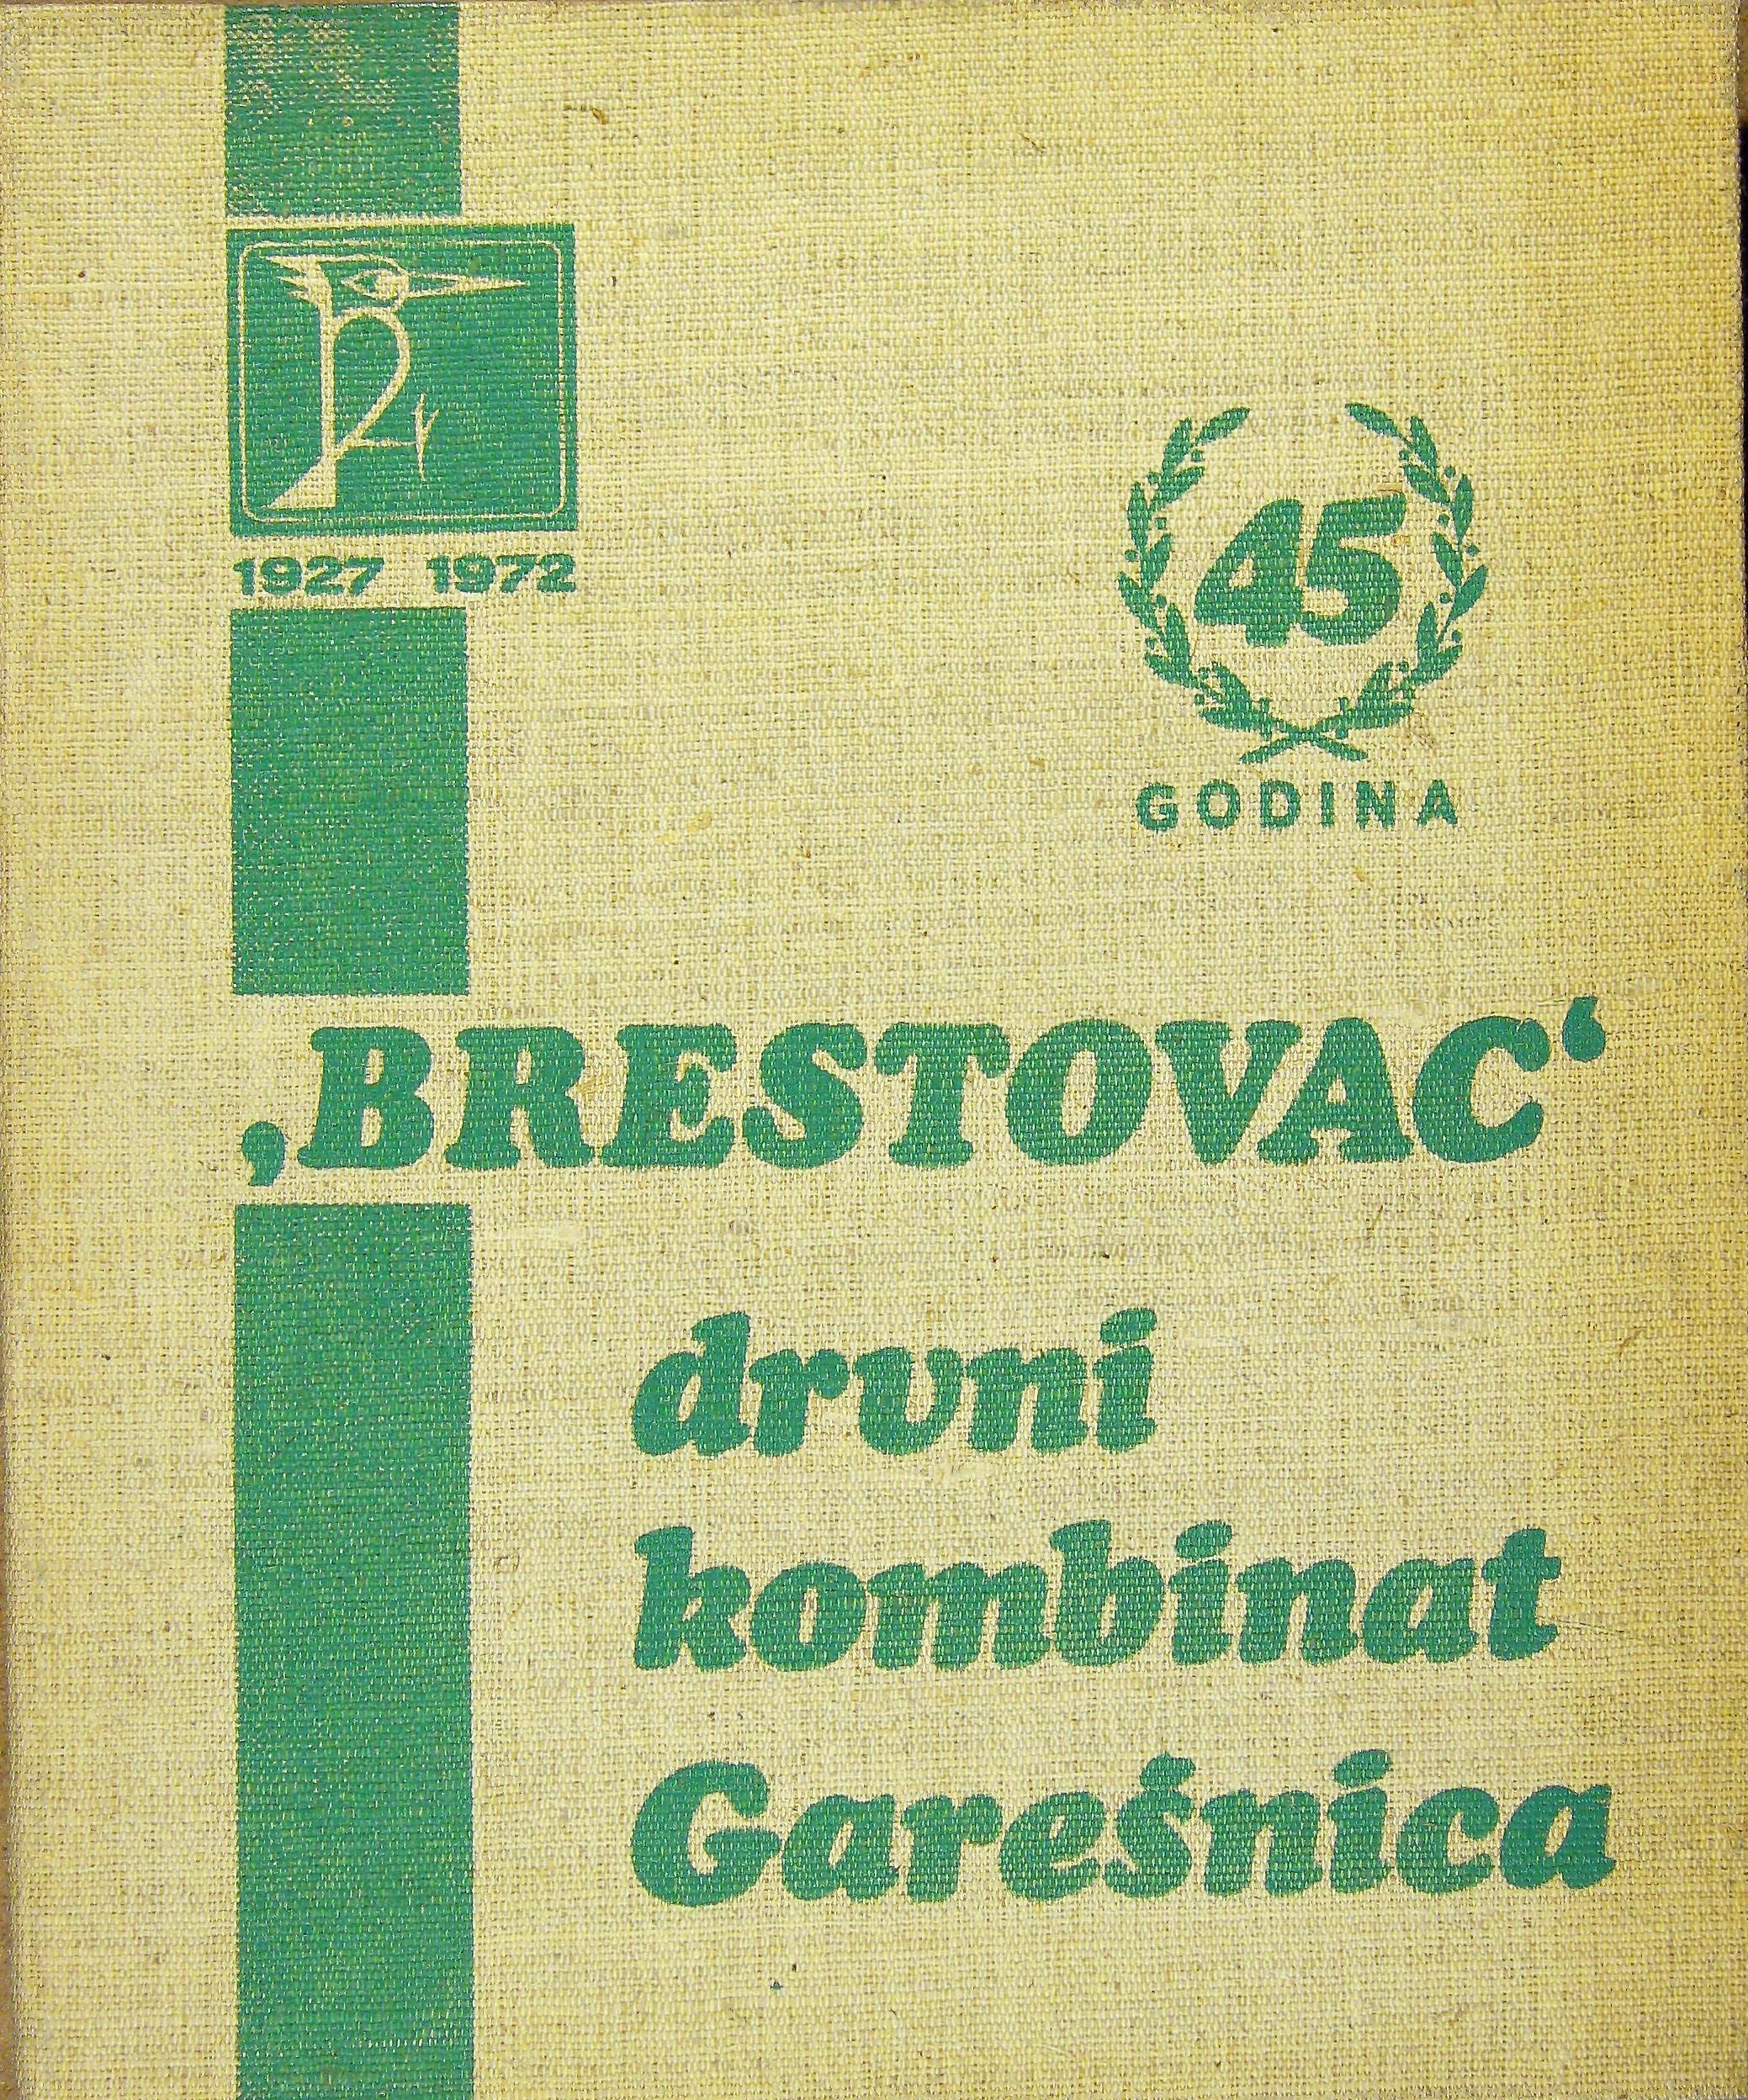 1927 1972
45
GODINA
‚BRESTOVAC‘
drvni
kombinat
Garešnica